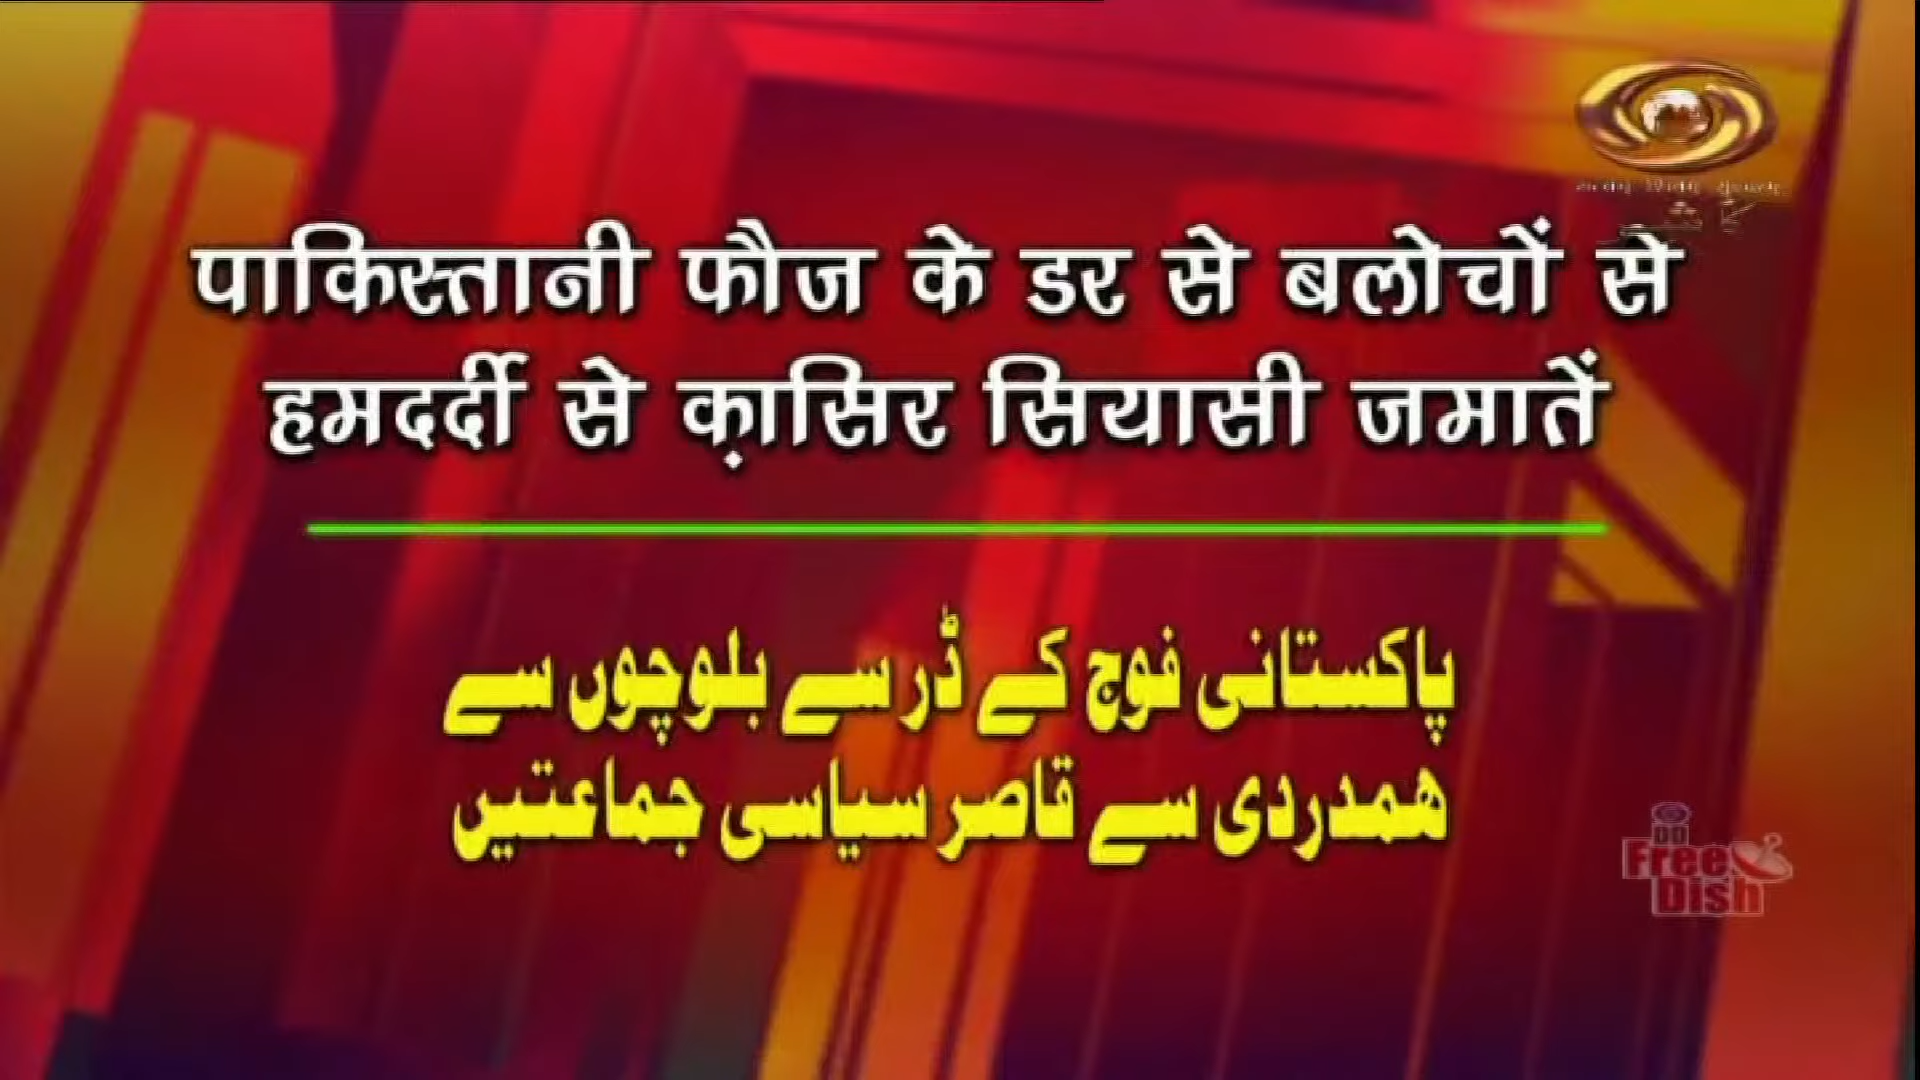 पाकिस्तानी फौज के डर से बलोचों से
हमदर्दी से क़ासिर सियासी जमातें
پاکستانی فوج کے ڈر سے بلوچوں سے
ہمدردی سے قاصر سیاسی جماعتیں
DD
Free
Dish